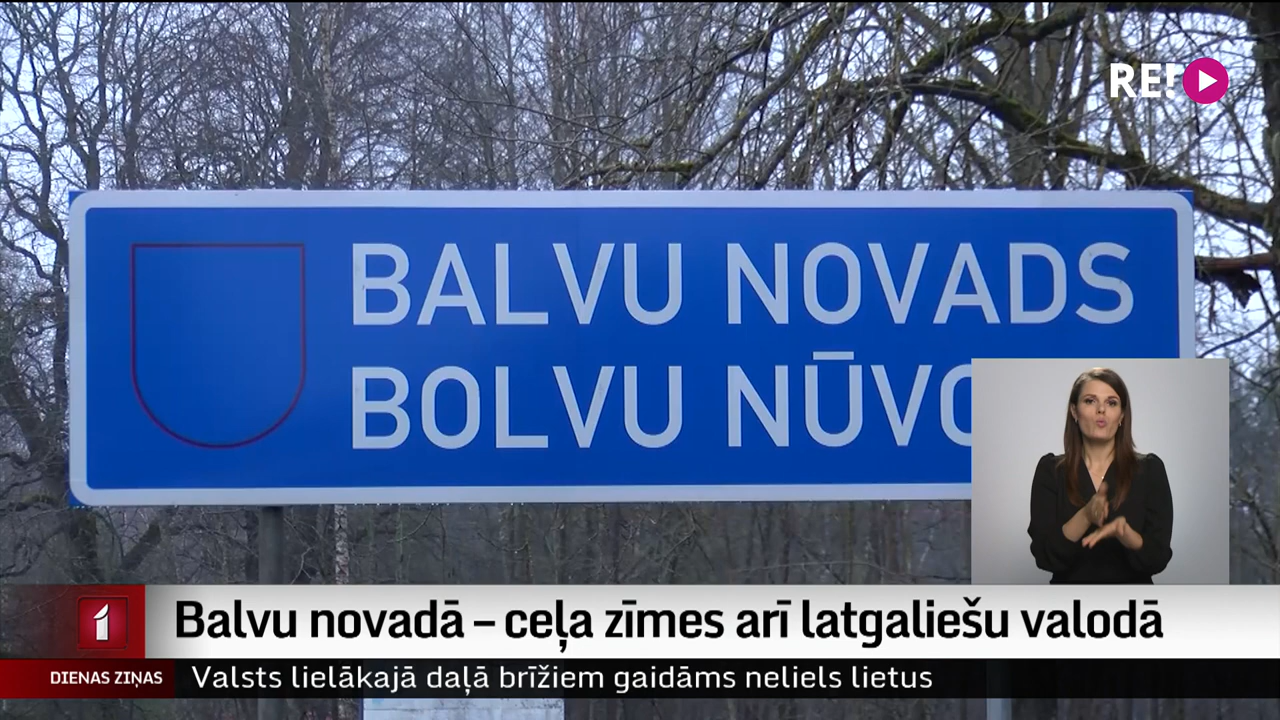 RE!
BALVU NOVADS
BOLVU
1
Balvu novadā – ceļa zīmes arī latgaliešu valodā
DIENAS ZIŅAS
Valsts lielākajā daļā brīžiem gaidāms neliels lietus